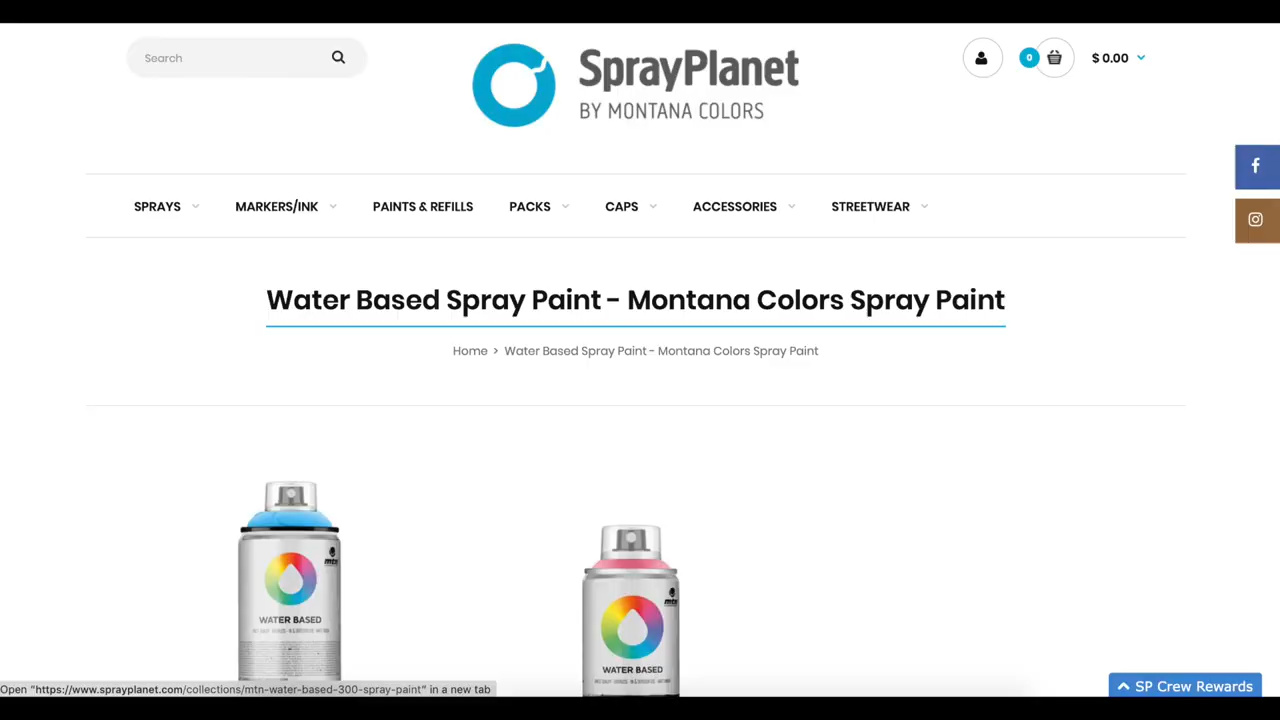 Search
SprayPlanet
BY MONTANA COLORS
0
$ 0.00
SPRAYS
MARKERS/INK
PAINTS & REFILLS
PACKS
CAPS
ACCESSORIES
STREETWEAR
Water Based Spray Paint - Montana Colors Spray Paint
Home > Water Based Spray Paint - Montana Colors Spray Paint
mtn
WATER BASED
mtn
WATER BASED
Open "https://www.sprayplanet.com/collections/mtn-water-based-300-spray-paint" in a new tab
SP Crew Rewards